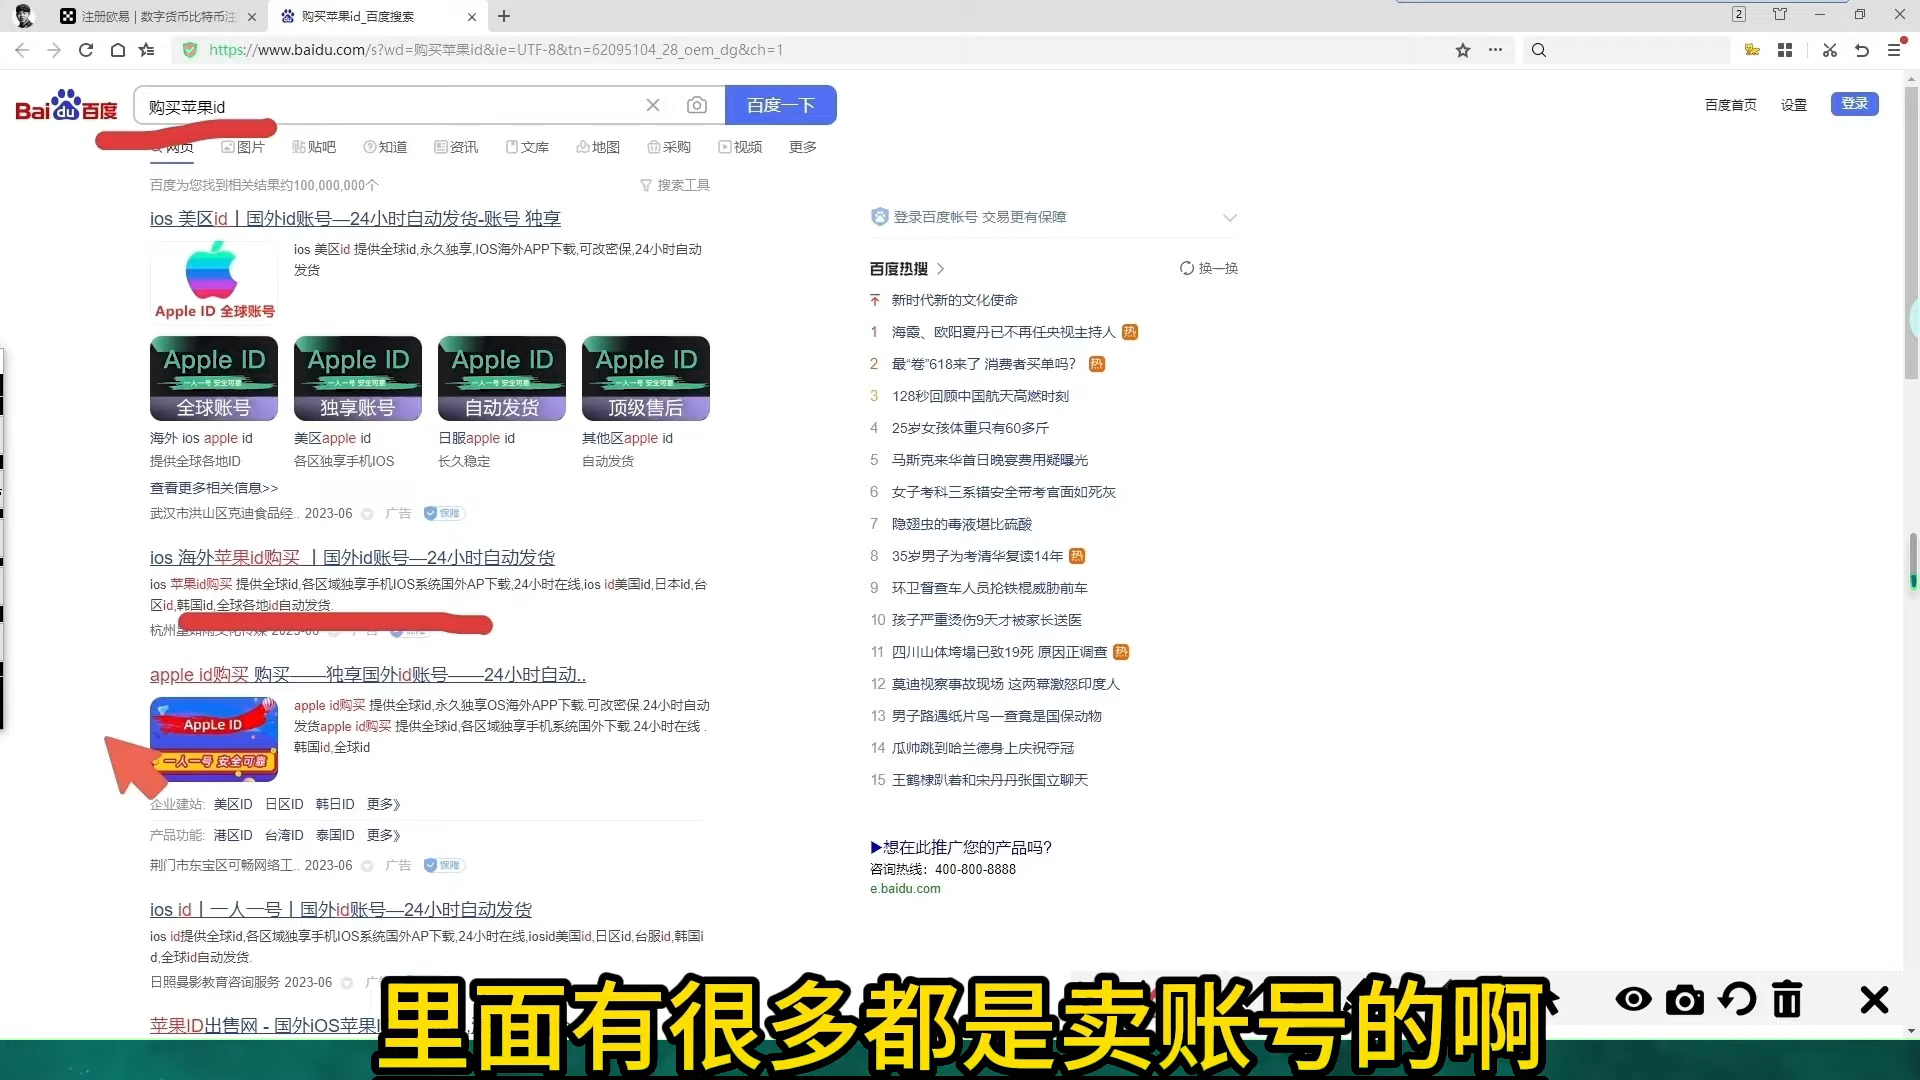 注册欧易 | 数字货币比特币注
购买苹果id_百度搜索
2
https://www.baidu.com/s?wd=购买苹果id&ie=UTF-8&tn=62095104_28_oem_dg&ch=1
Bai du 百度
购买苹果id
百度一下
百度首页 设置 登录
网页 图片 贴吧 知道 资讯 文库 地图 采购 视频 更多
百度为您找到相关结果约100,000,000个
搜索工具
ios 美区id丨国外id账号—24小时自动发货-账号 独享
ios 美区id 提供全球id,永久独享,IOS海外APP下载,可改密保,24小时自动
发货
Apple ID 全球账号
Apple ID 一人一号 安全可靠 全球账号
Apple ID 一人一号 安全可靠 独享账号
Apple ID 一人一号 安全可靠 自动发货
Apple ID 一人一号 安全可靠 顶级售后
海外 ios apple id 美区apple id 日服apple id 其他区apple id
提供全球各地ID 各区独享手机IOS 长久稳定 自动发货
查看更多相关信息>>
武汉市洪山区克迪食品经.. 2023-06 广告 保障
ios 海外苹果id购买 丨国外id账号—24小时自动发货
ios 苹果id购买 提供全球id,各区域独享手机IOS系统国外AP下载,24小时在线,ios id美国id,日本id,台
区id,韩国id,全球各地id自动发货.
apple id购买 购买——独享国外id账号——24小时自动..
AppLe ID
一人一号 安全可靠
apple id购买 提供全球id,永久独享OS海外APP下载.可改密保.24小时自动
发货apple id购买 提供全球id,各区域独享手机系统国外下载.24小时在线 .
韩国id,全球id
企业建站: 美区ID 日区ID 韩日ID 更多》
产品功能: 港区ID 台湾ID 泰国ID 更多》
荆门市东宝区可畅网络工.. 2023-06 广告 保障
ios id丨一人一号丨国外id账号—24小时自动发货
ios id提供全球id,各区域独享手机IOS系统国外AP下载,24小时在线,iosid美国id,日区id,台服id,韩国i
d,全球id自动发货.
日照曼影教育咨询服务 2023-06
苹果ID出售网 - 国外iOS苹果I
登录百度帐号 交易更有保障
百度热搜
换一换
新时代新的文化使命
1 海霞、欧阳夏丹已不再任央视主持人 热
2 最“卷”618来了 消费者买单吗? 热
3 128秒回顾中国航天高燃时刻
4 25岁女孩体重只有60多斤
5 马斯克来华首日晚宴费用疑曝光
6 女子考科三系错安全带考官面如死灰
7 隐翅虫的毒液堪比硫酸
8 35岁男子为考清华复读14年 热
9 环卫督查车人员抡铁棍威胁前车
10 孩子严重烫伤9天才被家长送医
11 四川山体垮塌已致19死 原因正调查 热
12 莫迪视察事故现场 这两幕激怒印度人
13 男子路遇纸片鸟一查竟是国保动物
14 瓜帅跳到哈兰德身上庆祝夺冠
15 王鹤棣趴着和宋丹丹张国立聊天
想在此推广您的产品吗?
咨询热线：400-800-8888
e.baidu.com
里面有很多都是卖账号的啊